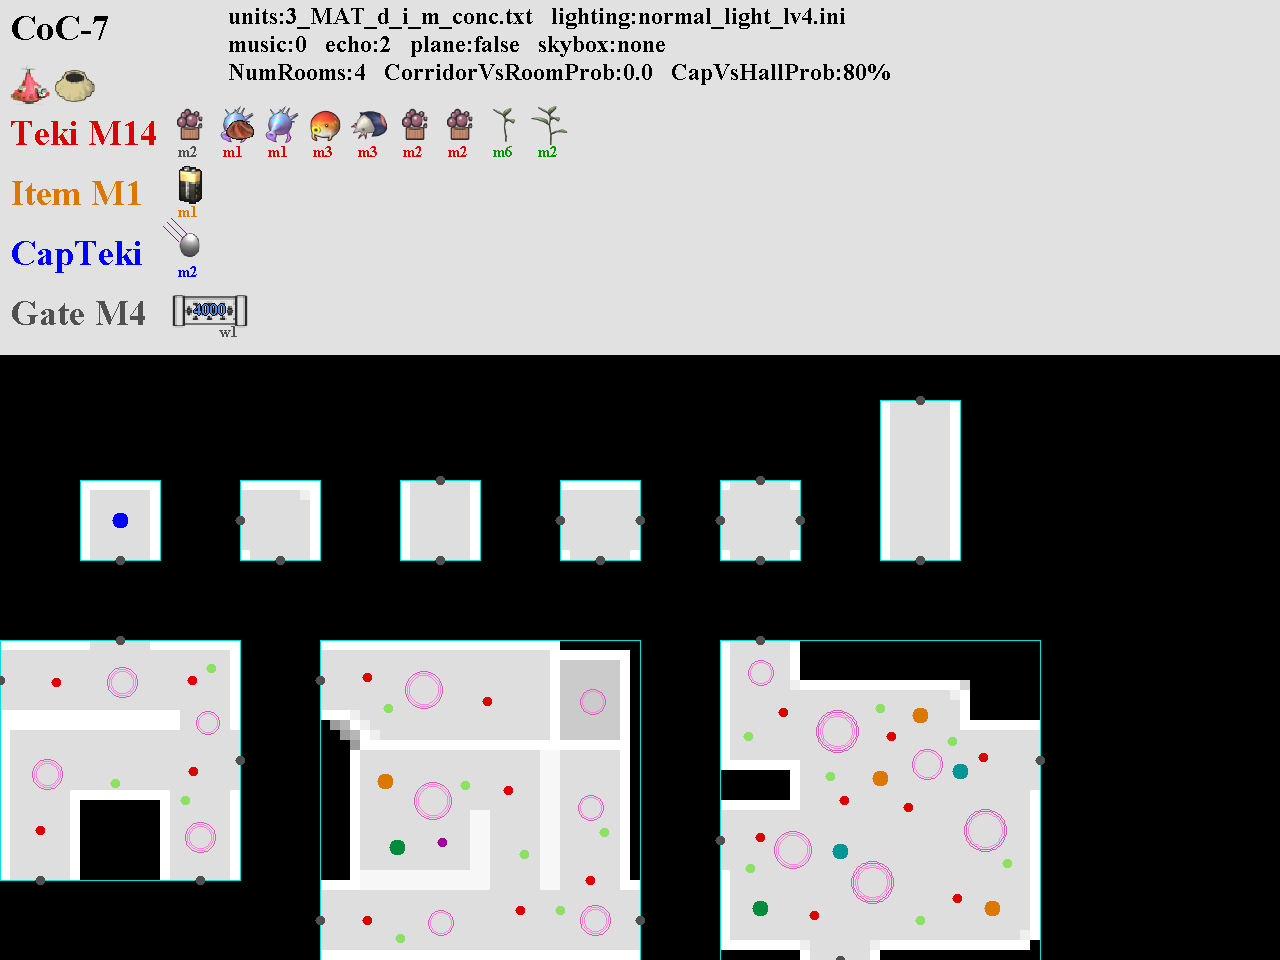 CoC-7
units:3_MAT_d_i_m_conc.txt lighting:normal_light_lv4.ini
music:0 echo:2 plane:false skybox:none
NumRooms:4 CorridorVsRoomProb:0.0 CapVsHallProb:80%
Teki M14
m2 m1 m1 m3 m3 m2 m2 m6 m2
Item M1
m1
CapTeki
m2
Gate M4
4000
w1